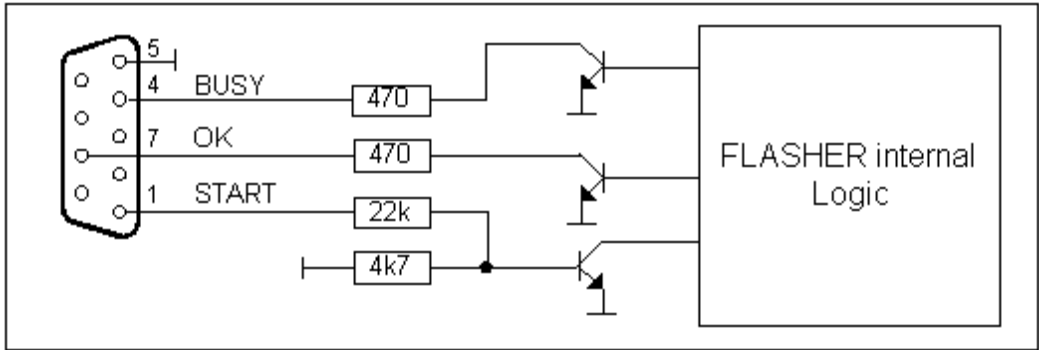 5
4 BUSY 470
7 OK 470
1 START 22k
4k7
FLASHER internal
Logic